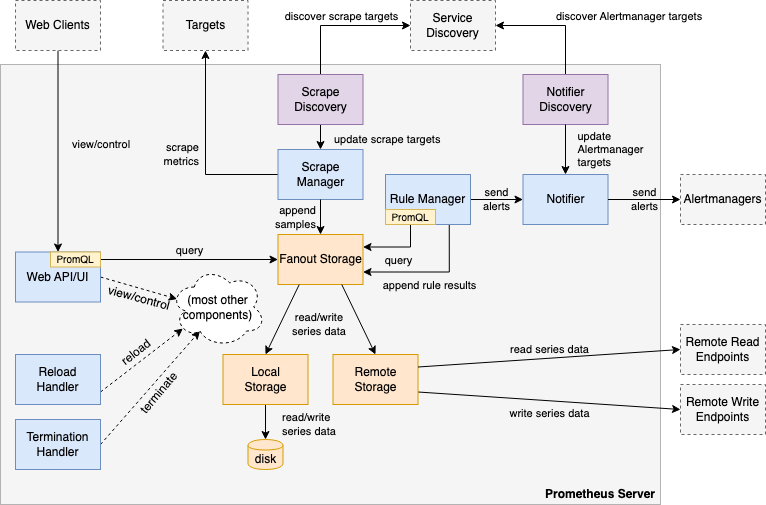 discover scrape targets
discover Alertmanager targets
Web Clients
Targets
Service
Discovery
Scrape
Discovery
Notifier
Discovery
view/control
scrape
metrics
update scrape targets
update
Alertmanager
targets
Scrape
Manager
Rule Manager
PromQL
send
alerts
Notifier
send
alerts
Alertmanagers
append
samples
PromQL
Web API/UI
query
Fanout Storage
query
append rule results
view/control
(most other
components)
read/write
series data
reload
terminate
Reload
Handler
Local
Storage
Remote
Storage
read series data
Remote Read
Endpoints
write series data
Remote Write
Endpoints
Termination
Handler
read/write
series data
disk
Prometheus Server